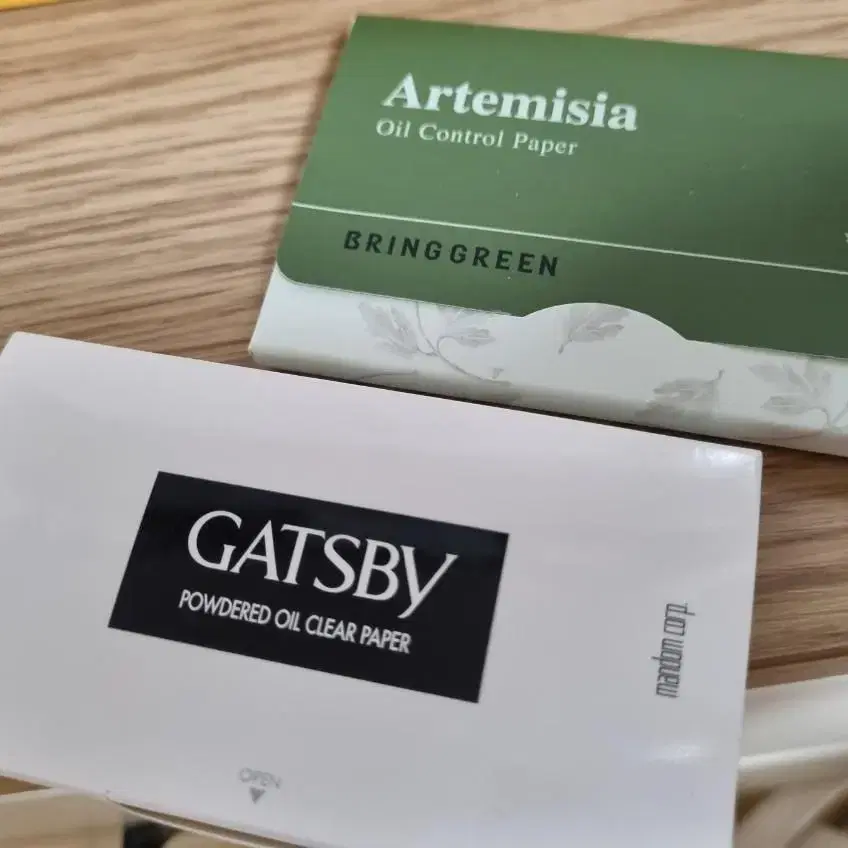 Artemisia
Oil Control Paper
BRINGGREEN
GATSBY
POWDERED OIL CLEAR PAPER
mandom corp.
OPEN